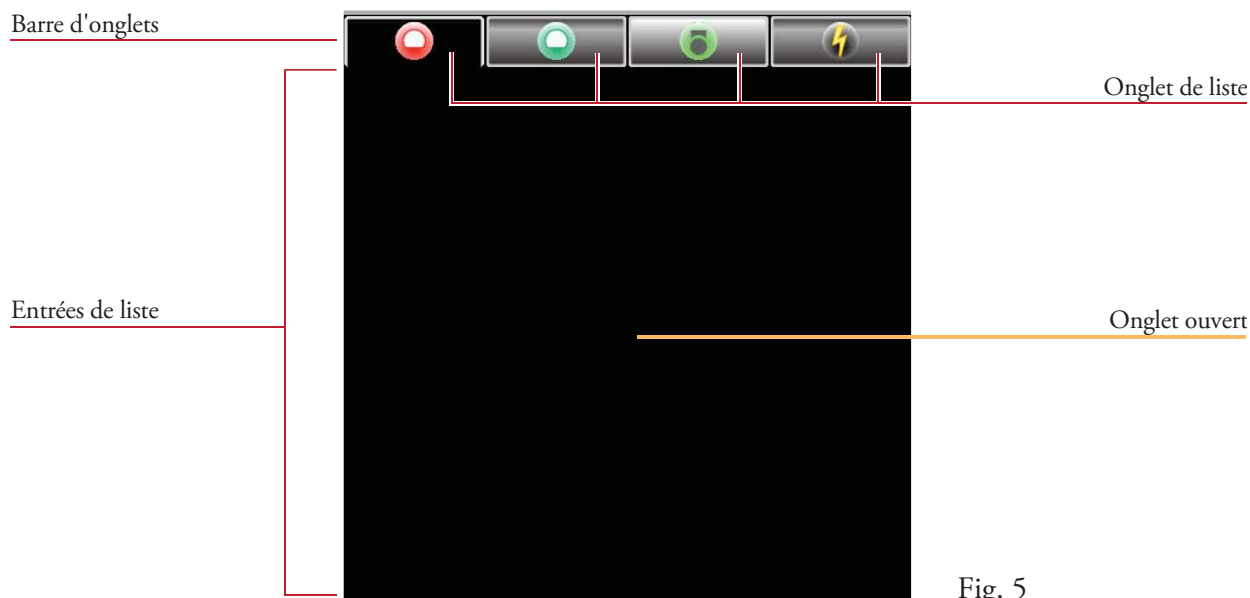 Barre d'onglets
Onglet de liste
Entrées de liste
Onglet ouvert
Fig. 5